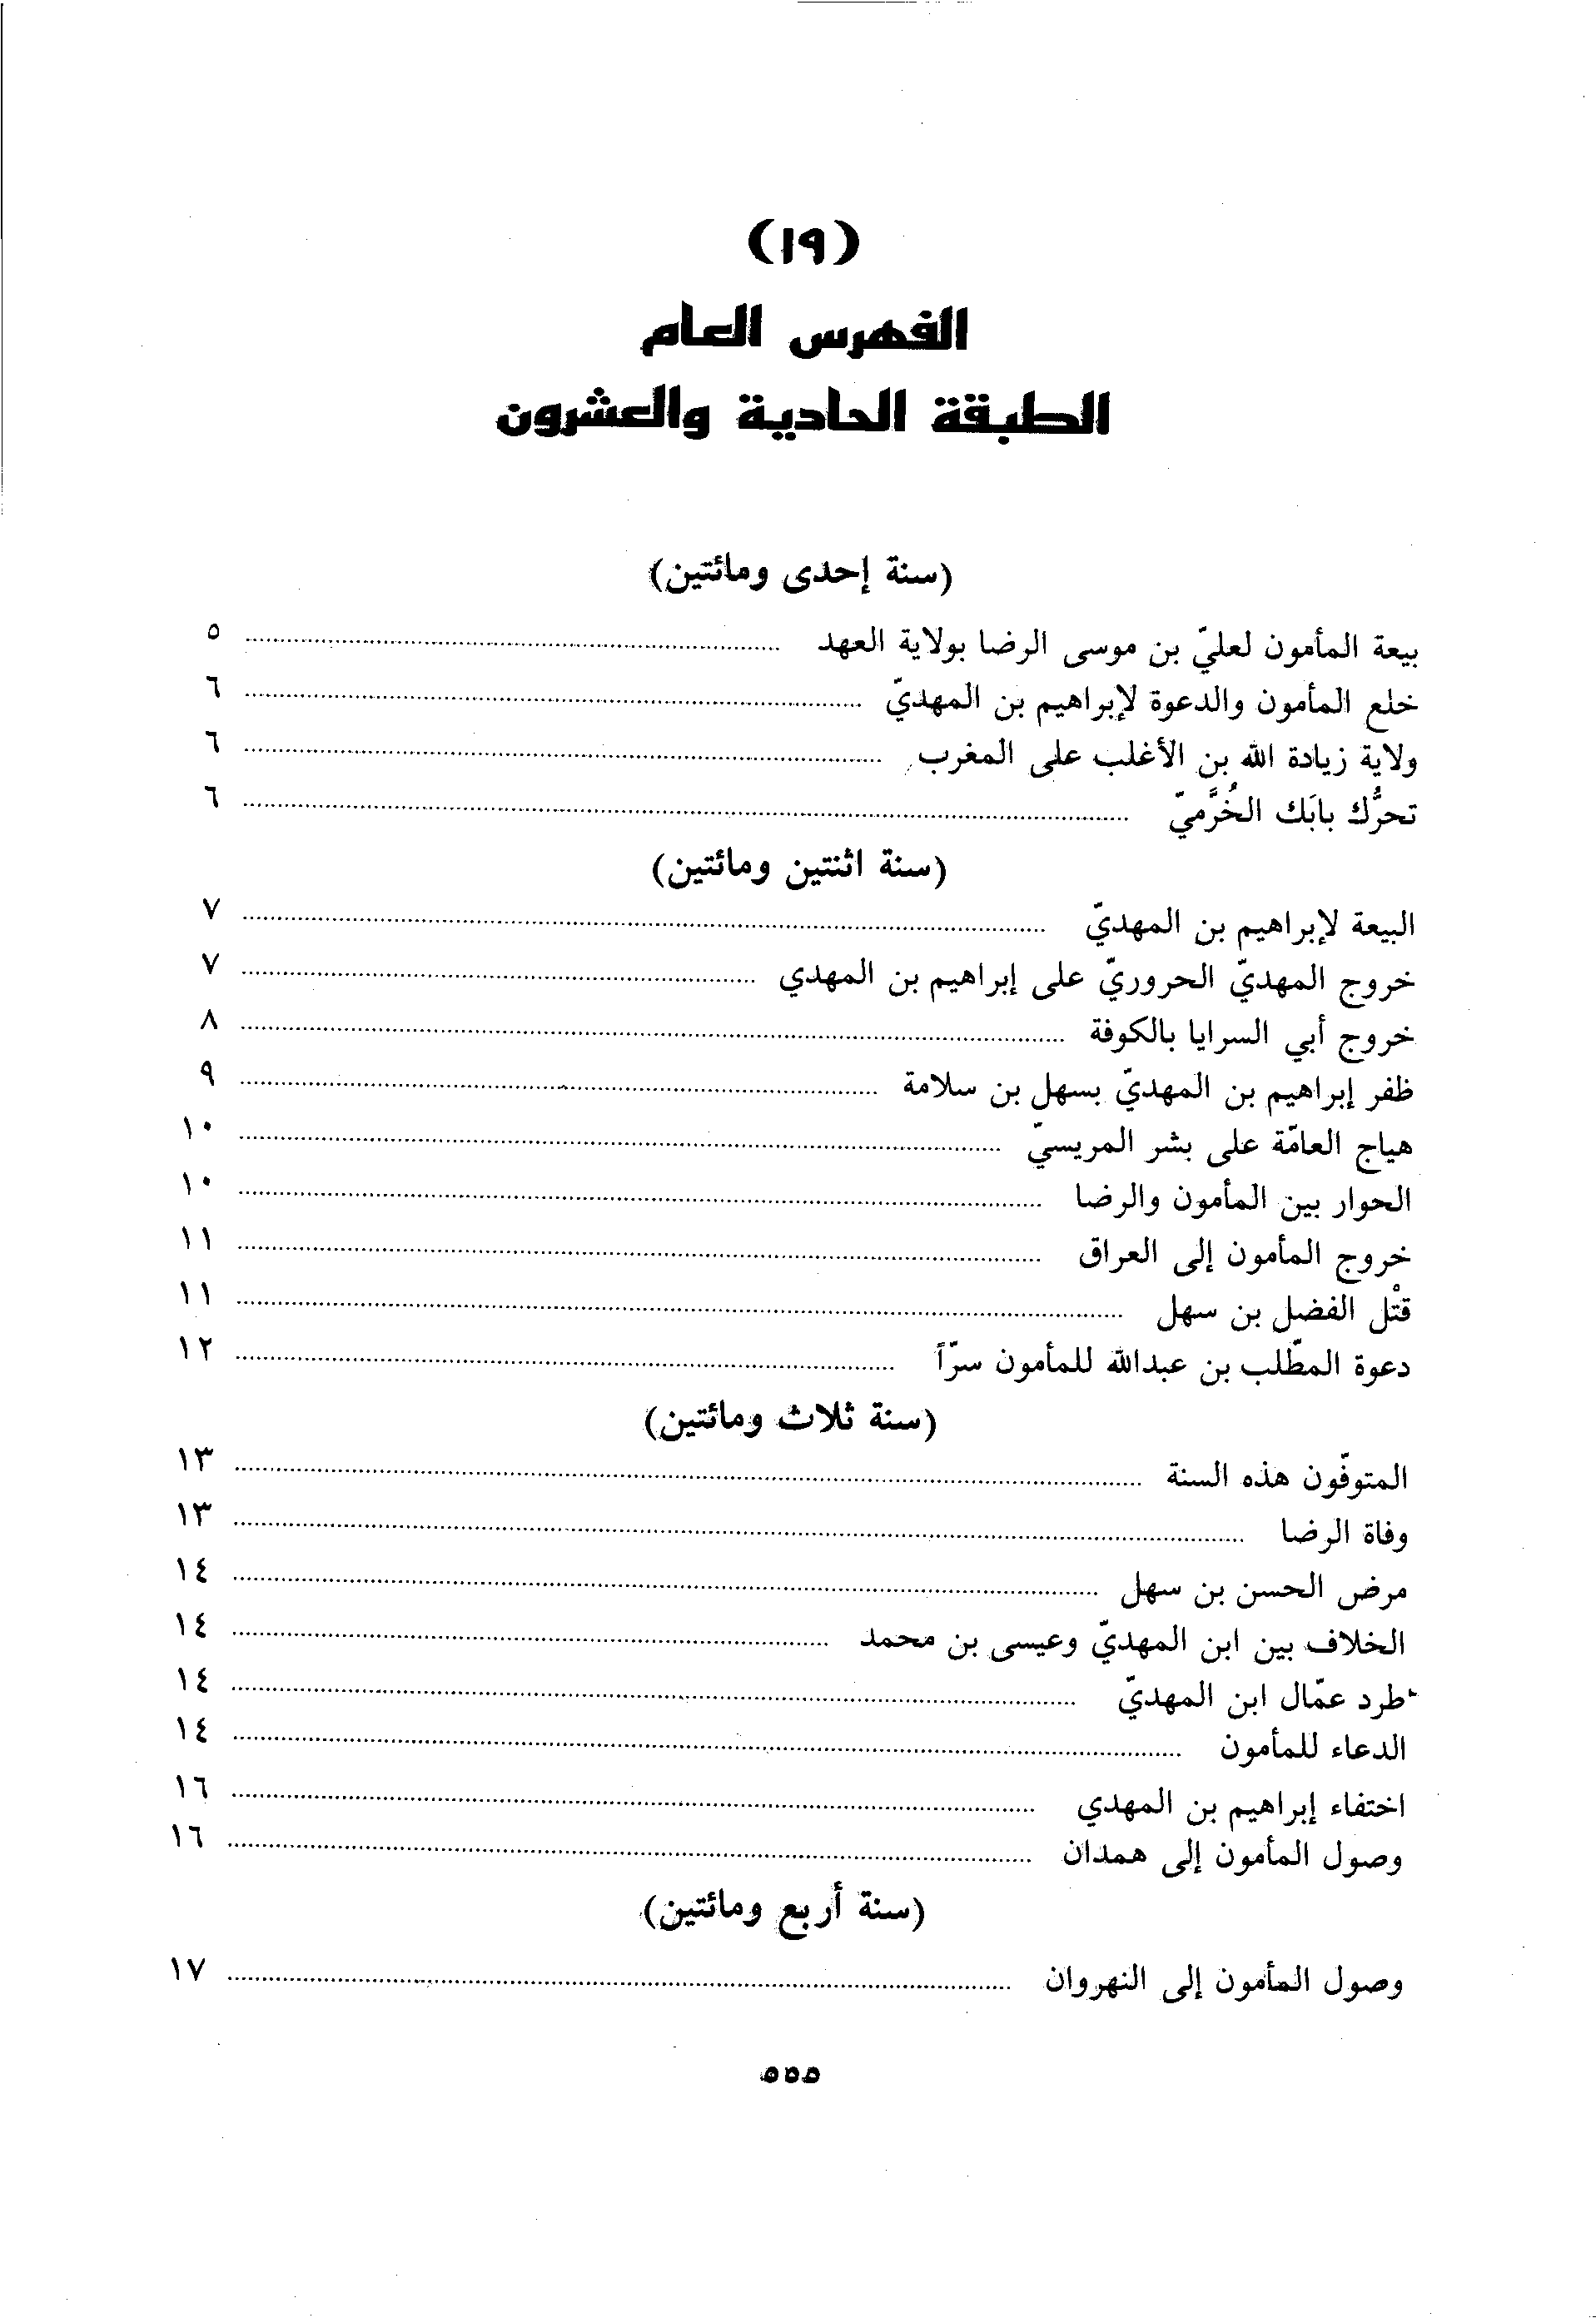 (١٩)
الفهرس العام
الطبقة الحادية والعشرون
(سنة إحدى ومائتين)
بيعة المأمون لعليّ بن موسى الرضا بولاية العهد ........ ٥
خلع المأمون والدعوة لإبراهيم بن المهديّ ........ ٦
ولاية زيادة الله بن الأغلب على المغرب ........ ٦
تحرُّك بابَك الخُرَّميّ ........ ٦
(سنة اثنتين ومائتين)
البيعة لإبراهيم بن المهديّ ........ ٧
خروج المهديّ الحروريّ على إبراهيم بن المهدي ........ ٧
خروج أبي السرايا بالكوفة ........ ٨
ظفر إبراهيم بن المهديّ بسهل بن سلامة ........ ٩
هياج العامّة على بشر المريسيّ ........ ١٠
الحوار بين المأمون والرضا ........ ١٠
خروج المأمون إلى العراق ........ ١١
قتْل الفضل بن سهل ........ ١١
دعوة المطّلب بن عبدالله للمأمون سرّاً ........ ١٢
(سنة ثلاث ومائتين)
المتوفّون هذه السنة ........ ١٣
وفاة الرضا ........ ١٣
مرض الحسن بن سهل ........ ١٤
الخلاف بين ابن المهديّ وعيسى بن محمد ........ ١٤
طرد عمّال ابن المهديّ ........ ١٤
الدعاء للمأمون ........ ١٤
اختفاء إبراهيم بن المهدي ........ ١٦
وصول المأمون إلى همدان ........ ١٦
(سنة أربع ومائتين)
وصول المأمون إلى النهروان ........ ١٧
٥٥٥